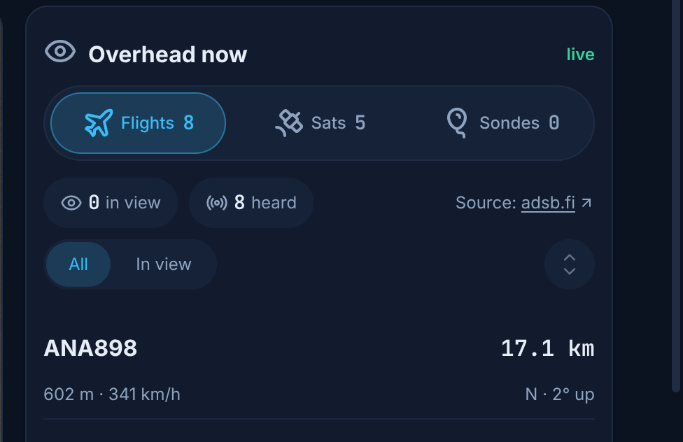 Overhead now live
Flights 8 Sats 5 Sondes 0
0 in view 8 heard Source: adsb.fi ↗
All In view
ANA898 17.1 km
602 m · 341 km/h N · 2° up